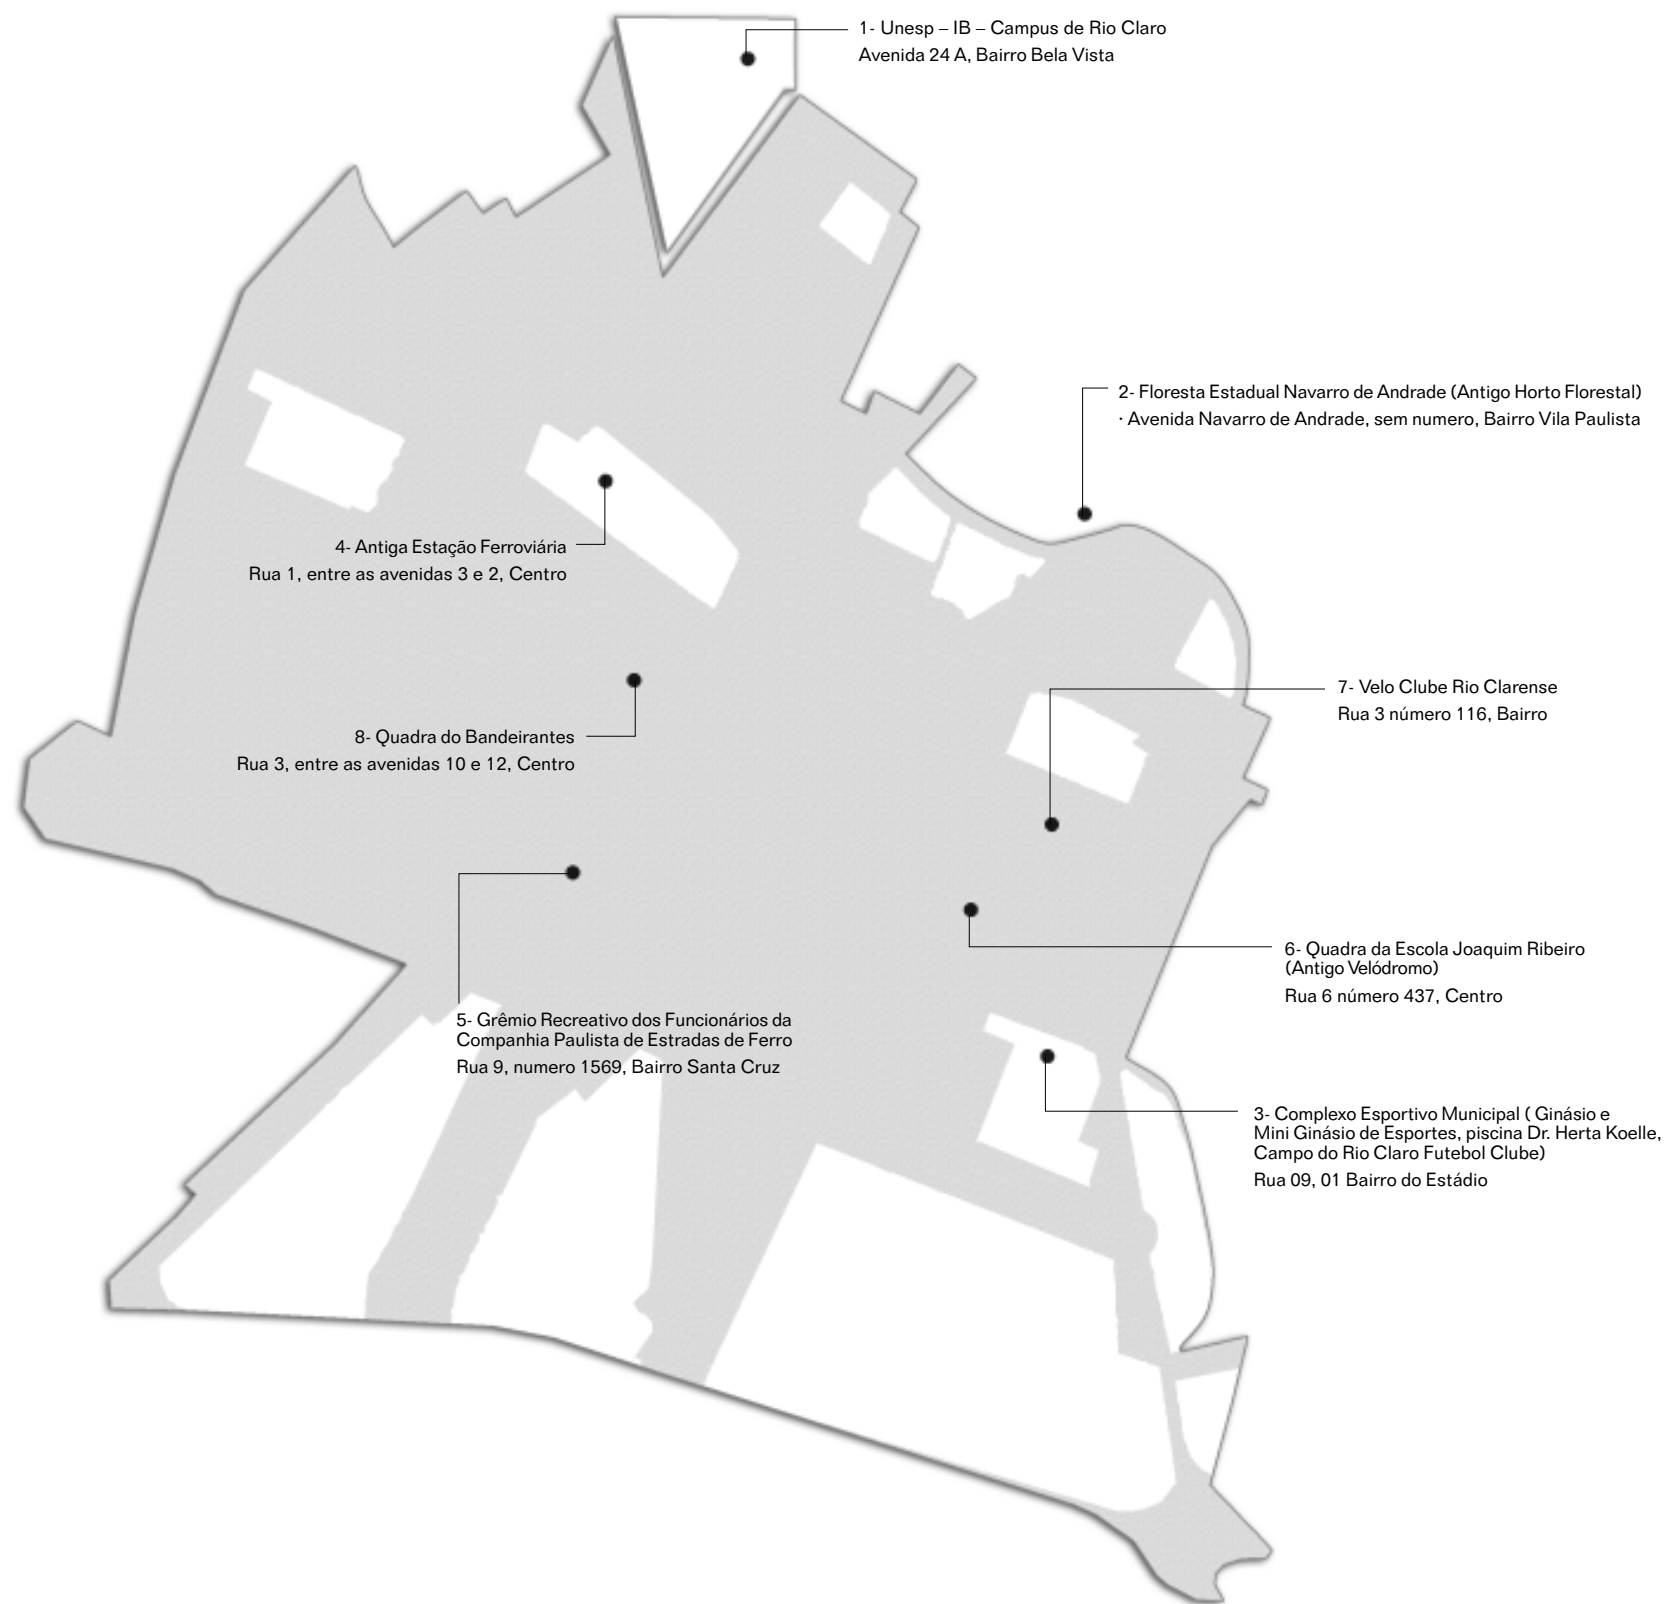 1- Unesp – IB – Campus de Rio Claro
Avenida 24 A, Bairro Bela Vista
2- Floresta Estadual Navarro de Andrade (Antigo Horto Florestal)
· Avenida Navarro de Andrade, sem numero, Bairro Vila Paulista
4- Antiga Estação Ferroviária
Rua 1, entre as avenidas 3 e 2, Centro
7- Velo Clube Rio Clarense
Rua 3 número 116, Bairro
8- Quadra do Bandeirantes
Rua 3, entre as avenidas 10 e 12, Centro
6- Quadra da Escola Joaquim Ribeiro
(Antigo Velódromo)
Rua 6 número 437, Centro
5- Grêmio Recreativo dos Funcionários da
Companhia Paulista de Estradas de Ferro
Rua 9, numero 1569, Bairro Santa Cruz
3- Complexo Esportivo Municipal ( Ginásio e
Mini Ginásio de Esportes, piscina Dr. Herta Koelle,
Campo do Rio Claro Futebol Clube)
Rua 09, 01 Bairro do Estádio